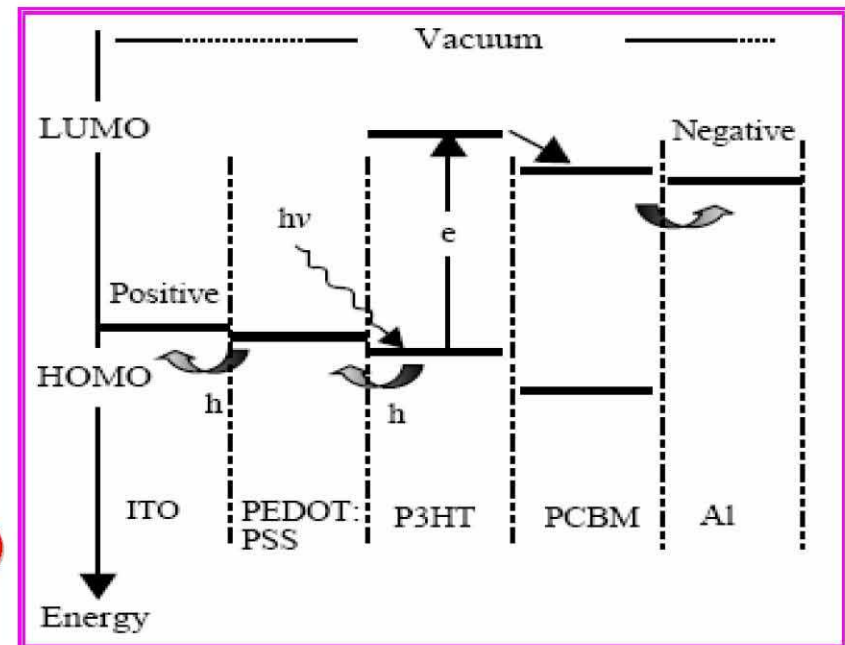 Vacuum
LUMO
Negative
hν
e
Positive
HOMO
h
h
ITO
PEDOT:
PSS
P3HT
PCBM
Al
Energy